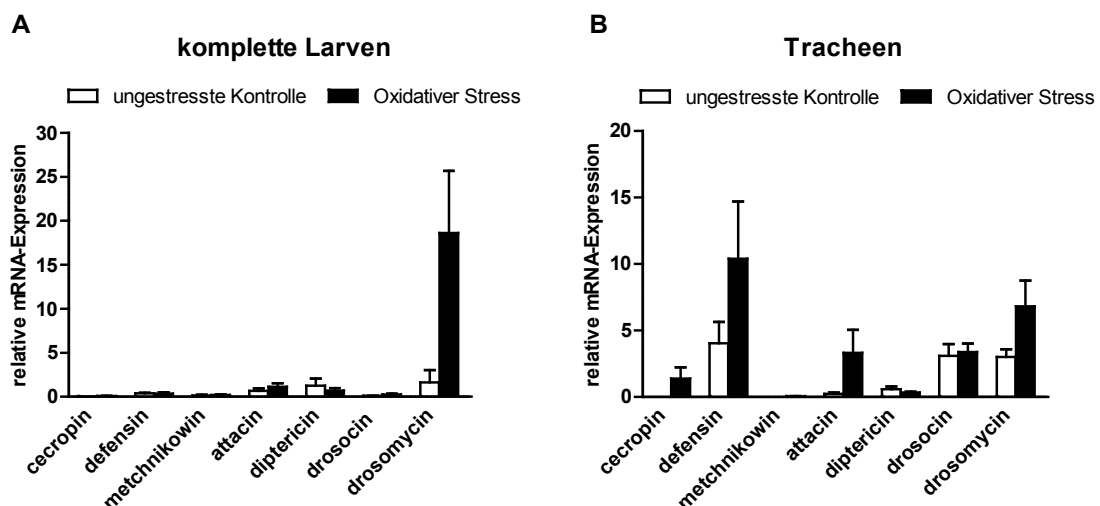 A
komplette Larven
ungestresste Kontrolle
Oxidativer Stress
relative mRNA-Expression
30
25
20
15
10
5
0
cecropin
defensin
metchnikowin
attacin
diptericin
drosocin
drosomycin
B
Tracheen
ungestresste Kontrolle
Oxidativer Stress
relative mRNA-Expression
20
15
10
5
0
cecropin
defensin
metchnikowin
attacin
diptericin
drosocin
drosomycin